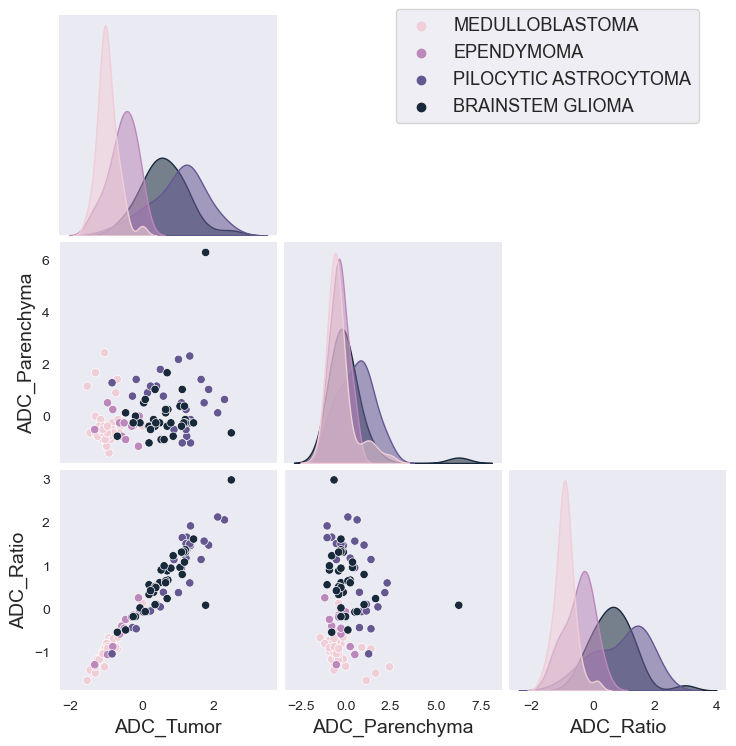 MEDULLOBLASTOMA
EPENDYMOMA
PILOCYTIC ASTROCYTOMA
BRAINSTEM GLIOMA
ADC_Parenchyma
6
4
2
0
ADC_Ratio
3
2
1
0
−1
−2 0 2
−2.5 0.0 2.5 5.0 7.5
−2 0 2 4
ADC_Tumor
ADC_Parenchyma
ADC_Ratio